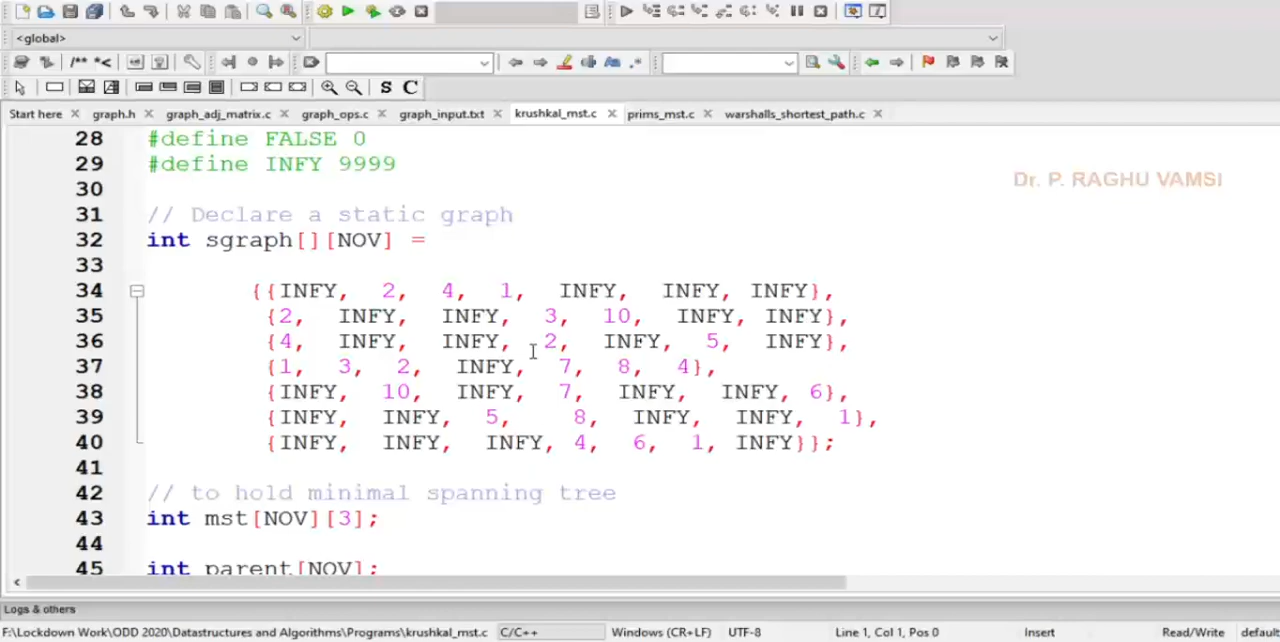 <global>
/** *<
S C
Start here graph.h graph_adj_matrix.c graph_ops.c graph_input.txt krushkal_mst.c prims_mst.c warshalls_shortest_path.c
28 #define FALSE 0
29 #define INFY 9999
Dr. P. RAGHU VAMSI
30
31 // Declare a static graph
32 int sgraph[][NOV] =
33
34 {{INFY, 2, 4, 1, INFY, INFY, INFY},
35 {2, INFY, INFY, 3, 10, INFY, INFY},
36 {4, INFY, INFY, 2, INFY, 5, INFY},
37 {1, 3, 2, INFY, 7, 8, 4},
38 {INFY, 10, INFY, 7, INFY, INFY, 6},
39 {INFY, INFY, 5, 8, INFY, INFY, 1},
40 {INFY, INFY, INFY, 4, 6, 1, INFY}};
41
42 // to hold minimal spanning tree
43 int mst[NOV][3];
44
45 int parent[NOV];
Logs & others
F:\Lockdown Work\ODD 2020\Datastructures and Algorithms\Programs\krushkal_mst.c C/C++ Windows (CR+LF) UTF-8 Line 1, Col 1, Pos 0 Insert Read/Write default